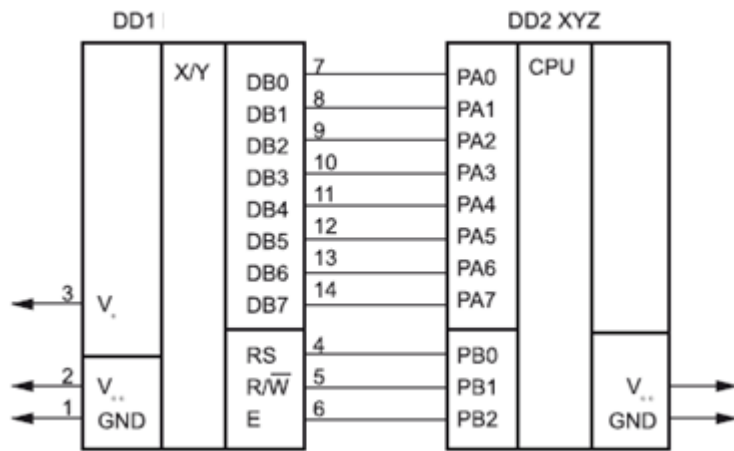 DD1 DD2 XYZ
X/Y CPU
DB0 7 PA0
DB1 8 PA1
DB2 9 PA2
DB3 10 PA3
DB4 11 PA4
DB5 12 PA5
DB6 13 PA6
3 V+ DB7 14 PA7
RS 4 PB0
2 V++ R/W̅ 5 PB1 V++
1 GND E 6 PB2 GND